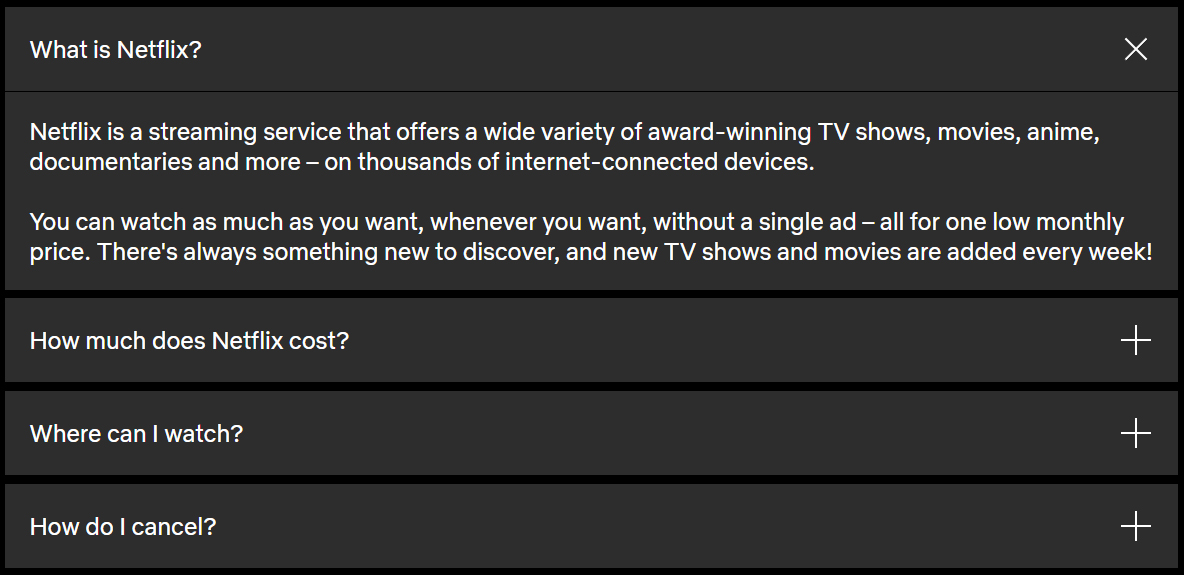 What is Netflix?
Netflix is a streaming service that offers a wide variety of award-winning TV shows, movies, anime,
documentaries and more – on thousands of internet-connected devices.
You can watch as much as you want, whenever you want, without a single ad – all for one low monthly
price. There's always something new to discover, and new TV shows and movies are added every week!
How much does Netflix cost?
Where can I watch?
How do I cancel?